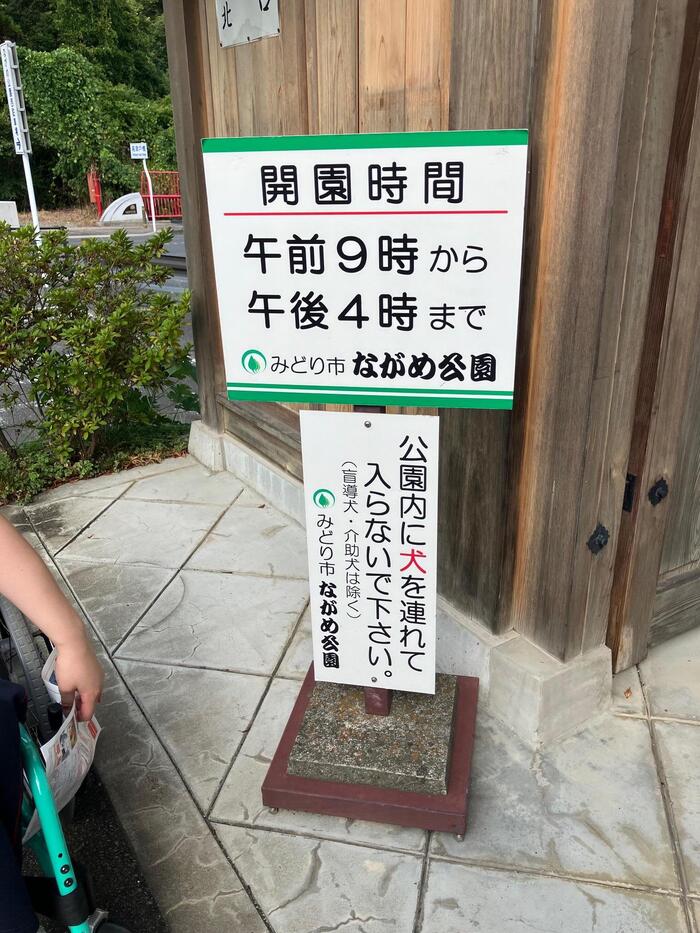 北口
開園時間
午前9時から
午後4時まで
みどり市 ながめ公園
公園内に犬を連れて
入らないで下さい。
(盲導犬・介助犬は除く)
みどり市 ながめ公園